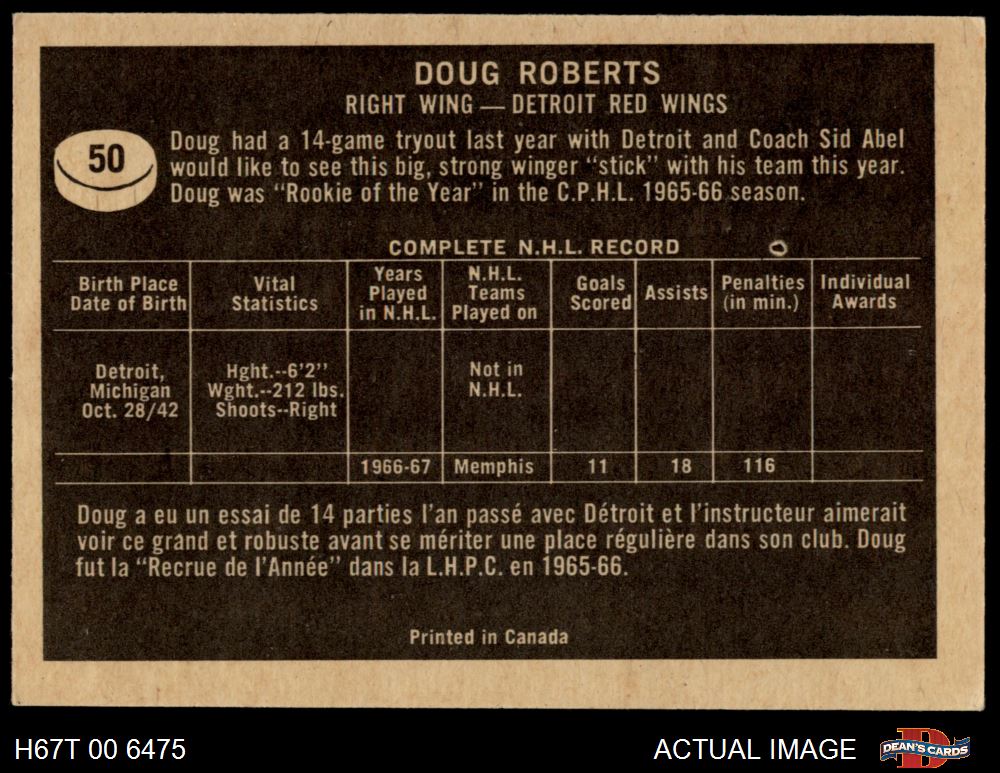 DOUG ROBERTS
RIGHT WING — DETROIT RED WINGS
50
Doug had a 14-game tryout last year with Detroit and Coach Sid Abel
would like to see this big, strong winger “stick” with his team this year.
Doug was “Rookie of the Year” in the C.P.H.L. 1965-66 season.
COMPLETE N.H.L. RECORD
Birth Place
Date of Birth
Vital
Statistics
Years
Played
in N.H.L.
N.H.L.
Teams
Played on
Goals
Scored
Assists
Penalties
(in min.)
Individual
Awards
Detroit,
Michigan
Oct. 28/42
Hght.--6'2''
Wght.--212 lbs.
Shoots--Right
Not in
N.H.L.
1966-67 Memphis 11 18 116
Doug a eu un essai de 14 parties l'an passé avec Détroit et l'instructeur aimerait
voir ce grand et robuste avant se mériter une place régulière dans son club. Doug
fut la “Recrue de l'Année” dans la L.H.P.C. en 1965-66.
Printed in Canada
H67T 00 6475
ACTUAL IMAGE
DEAN'S CARDS